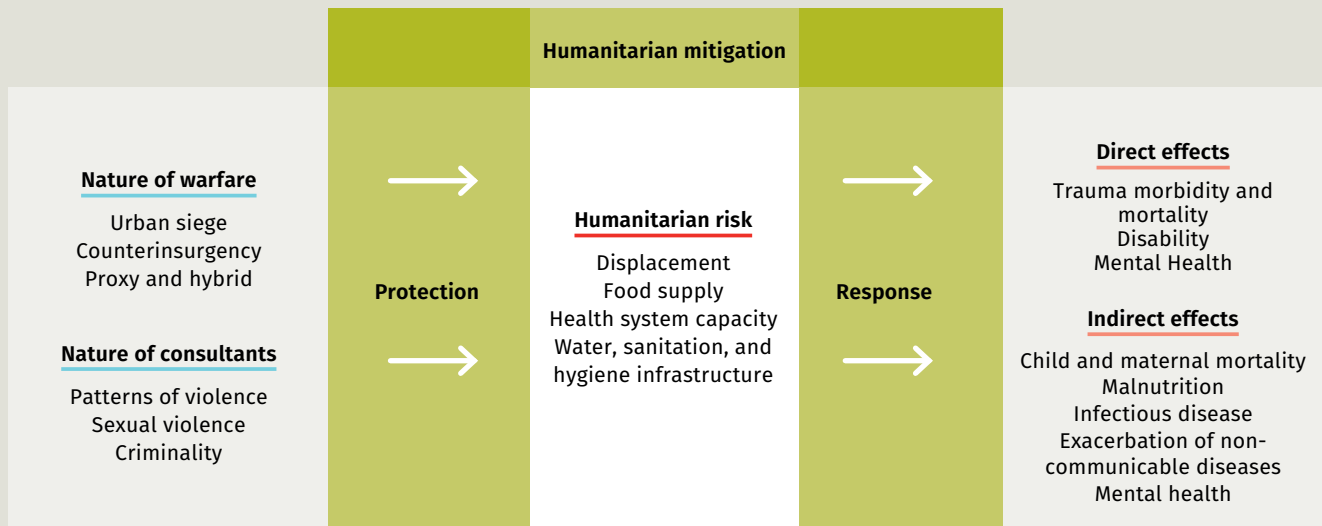 Humanitarian mitigation
Nature of warfare
Urban siege
Counterinsurgency
Proxy and hybrid
Nature of consultants
Patterns of violence
Sexual violence
Criminality
Protection
Humanitarian risk
Displacement
Food supply
Health system capacity
Water, sanitation, and
hygiene infrastructure
Response
Direct effects
Trauma morbidity and
mortality
Disability
Mental Health
Indirect effects
Child and maternal mortality
Malnutrition
Infectious disease
Exacerbation of non-
communicable diseases
Mental health